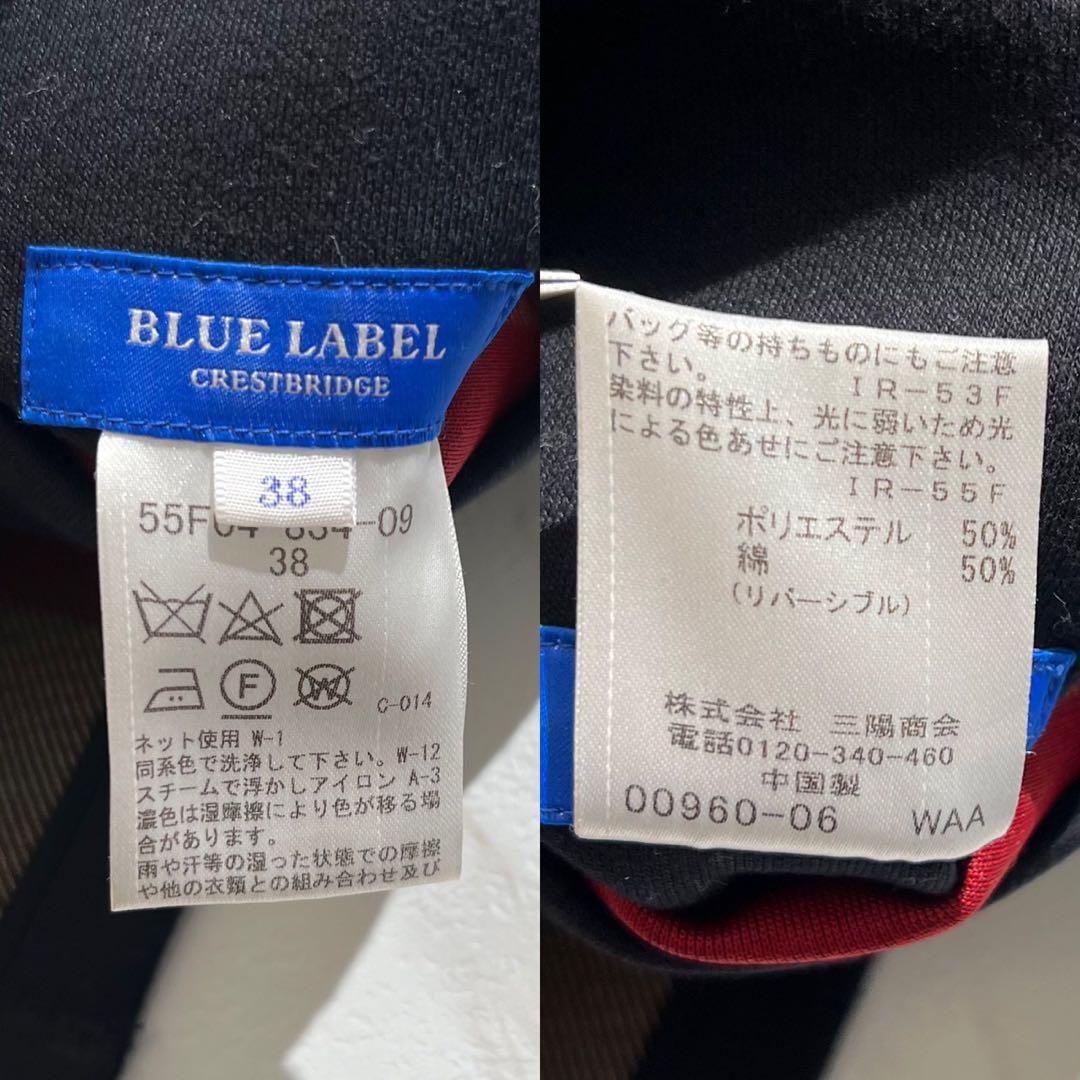 BLUE LABEL
CRESTBRIDGE
38
-09
38
F
W
C-014
ネット使用 W-1
同系色で洗浄して下さい。W-12
スチームで浮かしアイロン A-3
濃色は湿摩擦により色が移る場
合があります。
雨や汗等の湿った状態での摩擦
や他の衣類との組み合わせ及び
バッグ等の持ちものにもご注意
下さい。 IR-53F
染料の特性上、光に弱いため光
による色あせにご注意下さい。
IR-55F
ポリエステル 50%
綿 50%
(リバーシブル)
株式会社 三陽商会
電話0120-340-460
中国製
00960-06 WAA